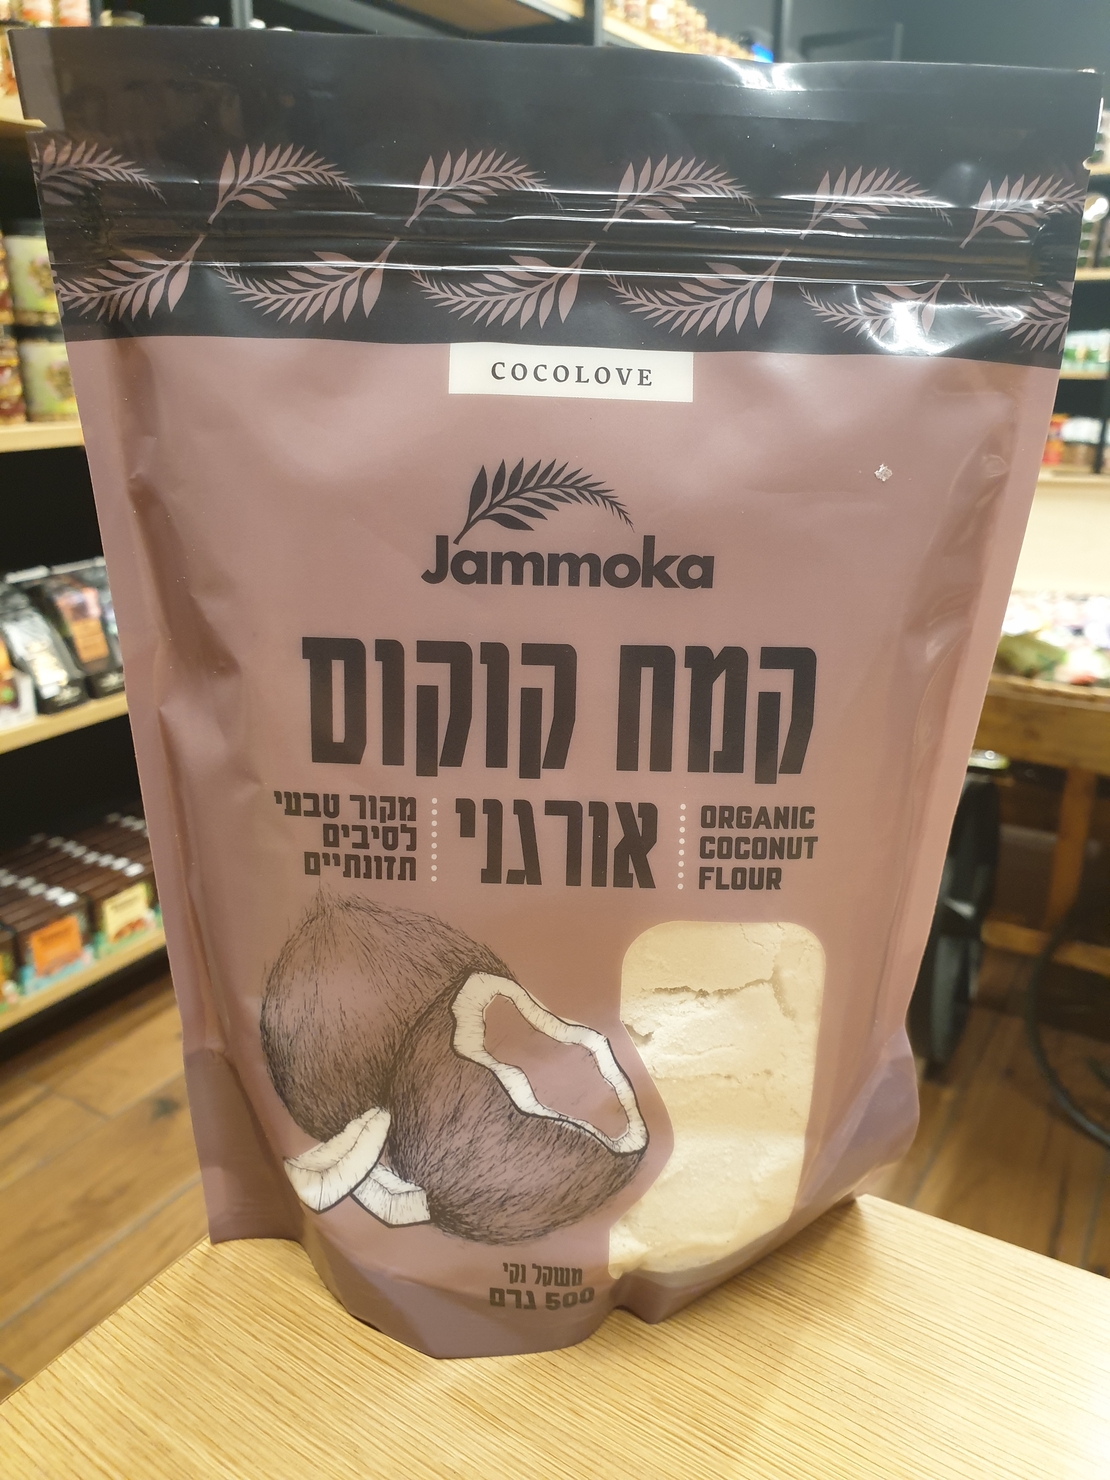 COCOLOVE
Jammoka
קמח קוקוס
אורגני
ORGANIC
COCONUT
FLOUR
מקור טבעי
לסיבים
תזונתיים
משקל נקי
500 גרם